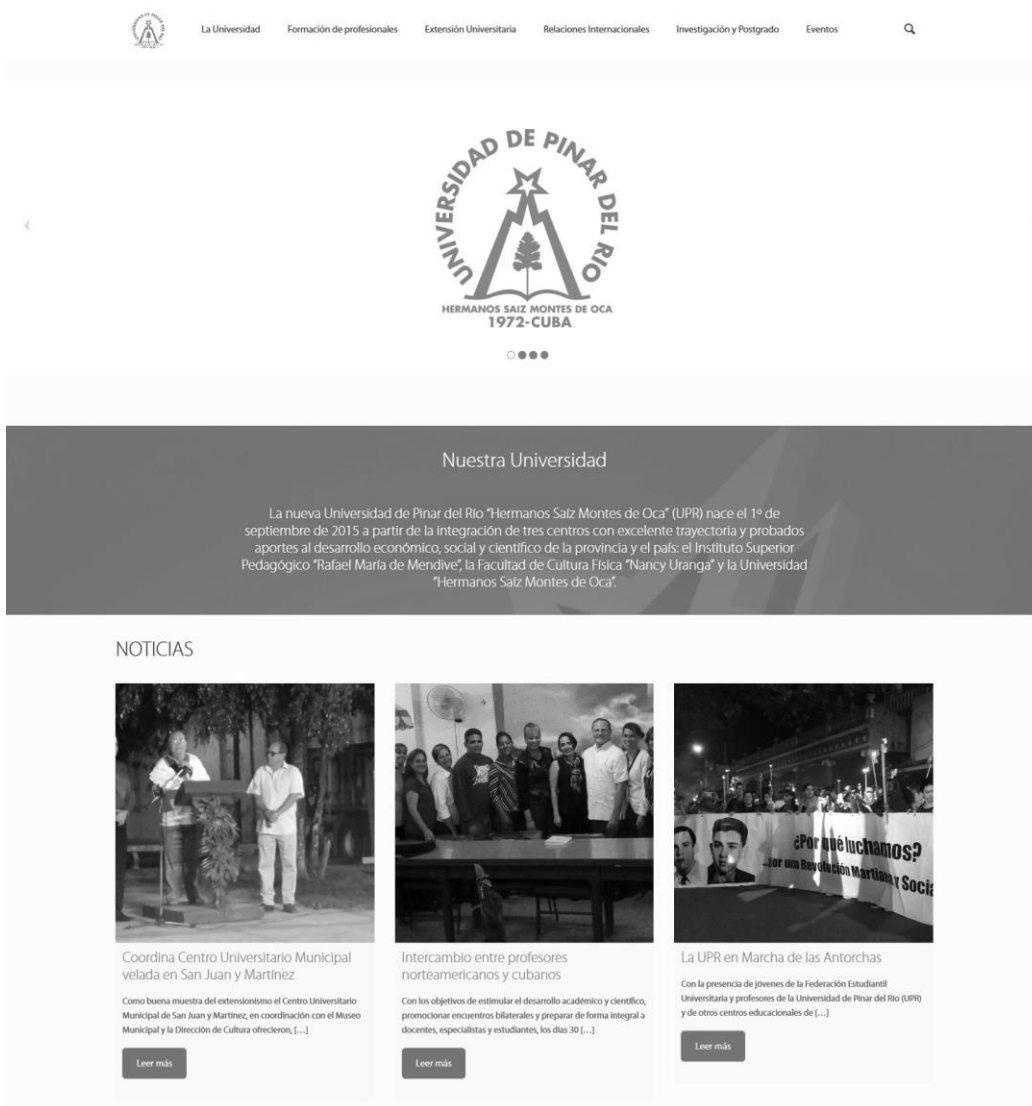 La Universidad Formación de profesionales Extensión Universitaria Relaciones Internacionales Investigación y Postgrado Eventos
UNIVERSIDAD DE PINAR DEL RIO
HERMANOS SAIZ MONTES DE OCA
1972-CUBA
Nuestra Universidad
La nueva Universidad de Pinar del Río “Hermanos Saíz Montes de Oca” (UPR) nace el 1º de
septiembre de 2015 a partir de la integración de tres centros con excelente trayectoria y probados
aportes al desarrollo económico, social y científico de la provincia y el país: el Instituto Superior
Pedagógico “Rafael María de Mendive”, la Facultad de Cultura Física “Nancy Uranga” y la Universidad
“Hermanos Saíz Montes de Oca”.
NOTICIAS
¿Por qué luchamos?
...por una Revolución Martiana y Socia
Coordina Centro Universitario Municipal
velada en San Juan y Martínez
Como buena muestra del extensionismo el Centro Universitario
Municipal de San Juan y Martínez, en coordinación con el Museo
Municipal y la Dirección de Cultura ofrecieron, […]
Leer más
Intercambio entre profesores
norteamericanos y cubanos
Con los objetivos de estimular el desarrollo académico y científico,
promocionar encuentros bilaterales y preparar de forma integral a
docentes, especialistas y estudiantes, los días 30 […]
Leer más
La UPR en Marcha de las Antorchas
Con la presencia de jóvenes de la Federación Estudiantil
Universitaria y profesores de la Universidad de Pinar del Río (UPR)
y de otros centros educacionales de […]
Leer más